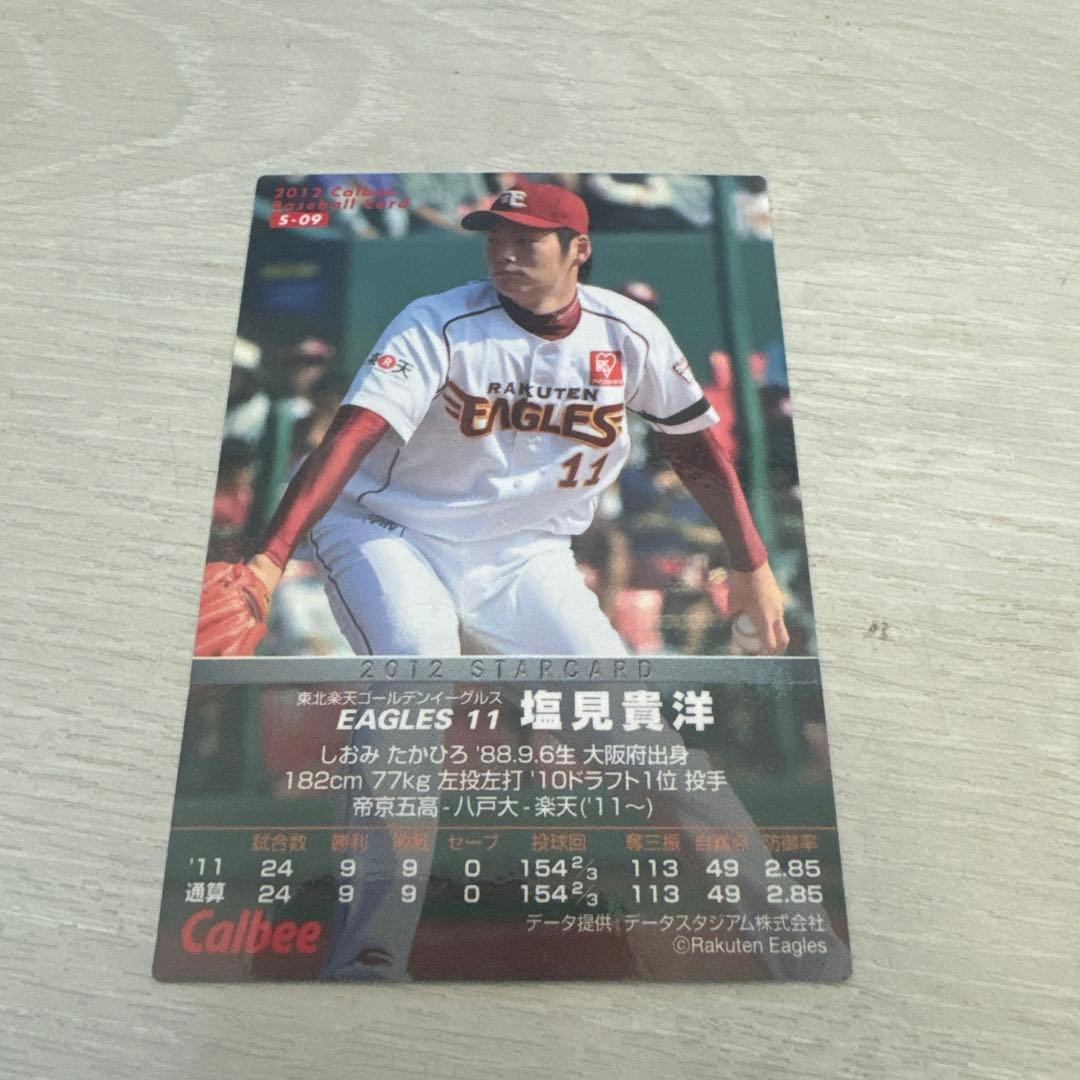 2012 Calbee
Baseball Card
S-09
楽R天
RAKUTEN
EAGLES
11
2012 STARCARD
東北楽天ゴールデンイーグルス
EAGLES 11 塩見貴洋
しおみ たかひろ '88.9.6生 大阪府出身
182cm 77kg 左投左打 '10ドラフト1位 投手
帝京五高-八戸大-楽天('11〜)
試合数 勝利 敗戦 セーブ 投球回 奪三振 自責点 防御率
'11 24 9 9 0 154 2/3 113 49 2.85
通算 24 9 9 0 154 2/3 113 49 2.85
Calbee
データ提供:データスタジアム株式会社
©Rakuten Eagles